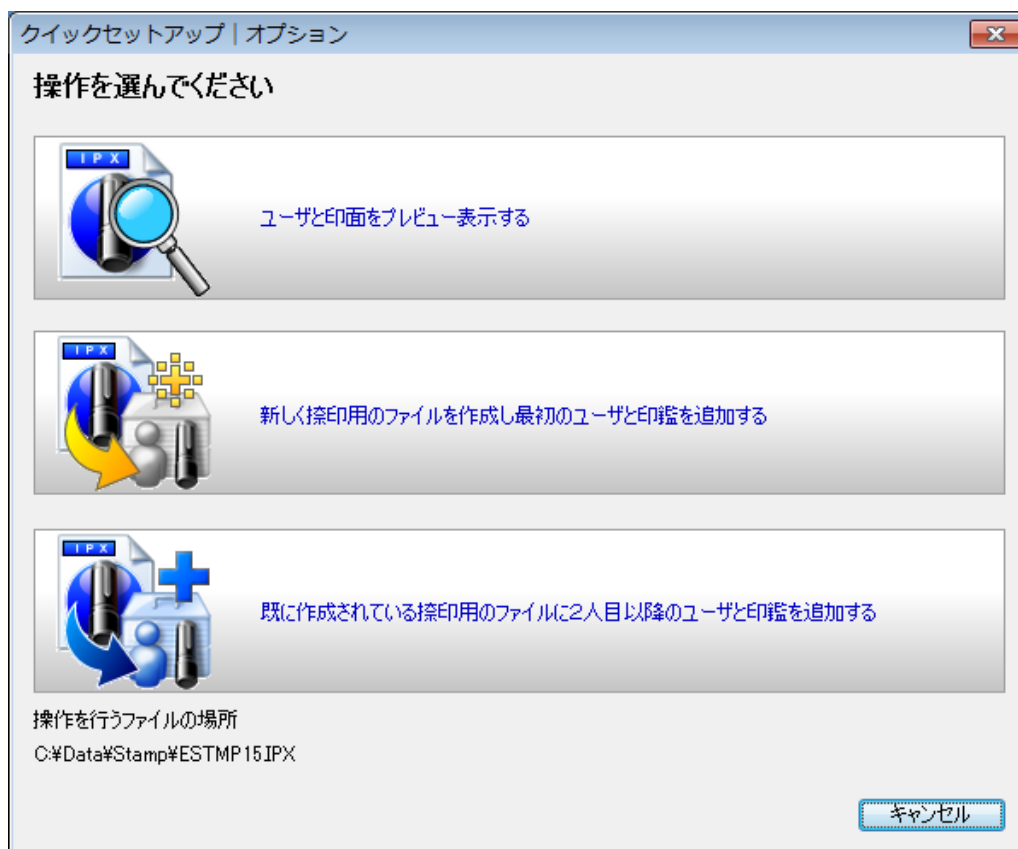 クイックセットアップ | オプション
操作を選んでください
IPX
ユーザと印面をプレビュー表示する
IPX
新しく捺印用のファイルを作成し最初のユーザと印鑑を追加する
IPX
既に作成されている捺印用のファイルに2人目以降のユーザと印鑑を追加する
操作を行うファイルの場所
C:¥Data¥Stamp¥ESTMP15.IPX
キャンセル